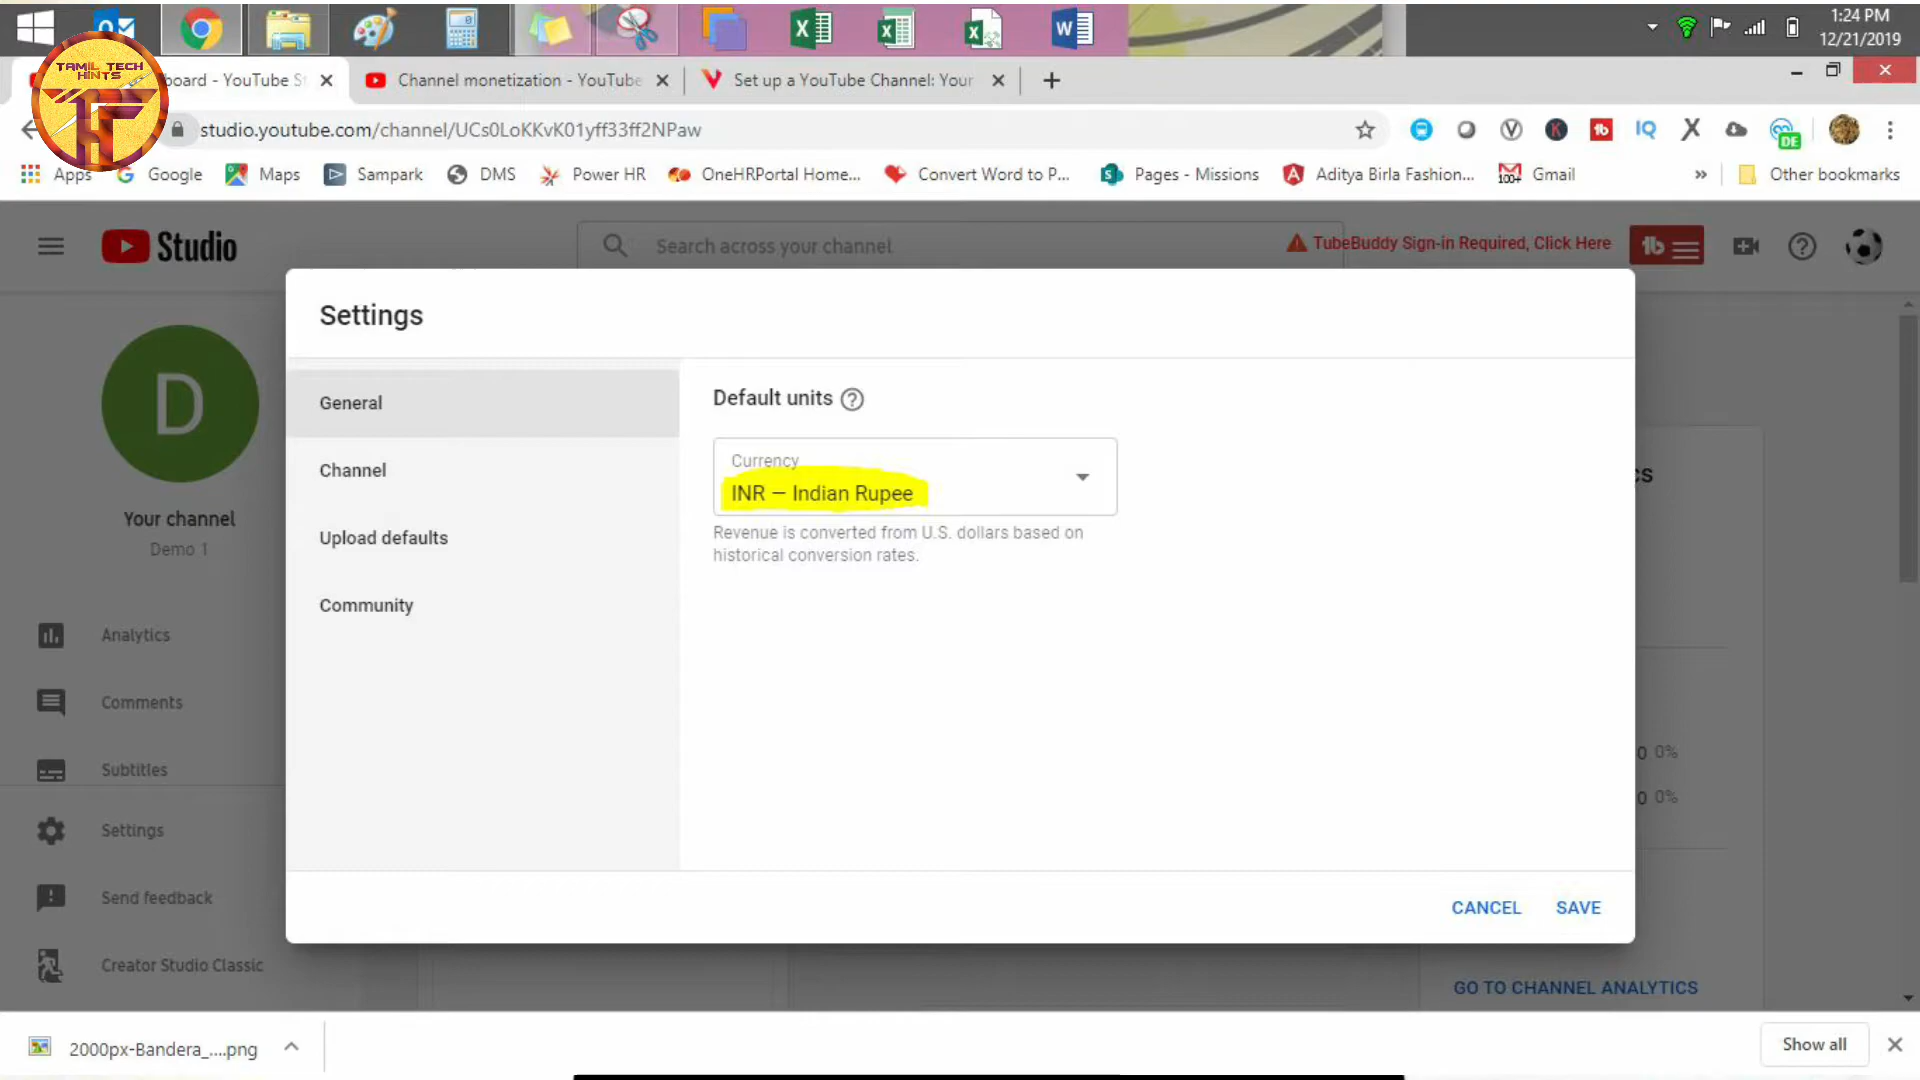 1:24 PM
12/21/2019
TAMIL TECH
HINTS
board - YouTube St
Channel monetization - YouTube
Set up a YouTube Channel: Your
studio.youtube.com/channel/UCs0LoKKvK01yff33ff2NPaw
Apps
Google
Maps
Sampark
DMS
Power HR
OneHRPortal Home...
Convert Word to P...
Pages - Missions
Aditya Birla Fashion...
100+
Gmail
»
Other bookmarks
IQ
DE
Studio
Search across your channel
TubeBuddy Sign-in Required, Click Here
Settings
D
General
Default units
Channel
Currency
INR – Indian Rupee
Your channel
Demo 1
Revenue is converted from U.S. dollars based on
historical conversion rates.
Upload defaults
Community
Analytics
Comments
Subtitles
0 0%
0 0%
Settings
Send feedback
CANCEL
SAVE
Creator Studio Classic
GO TO CHANNEL ANALYTICS
2000px-Bandera_....png
Show all